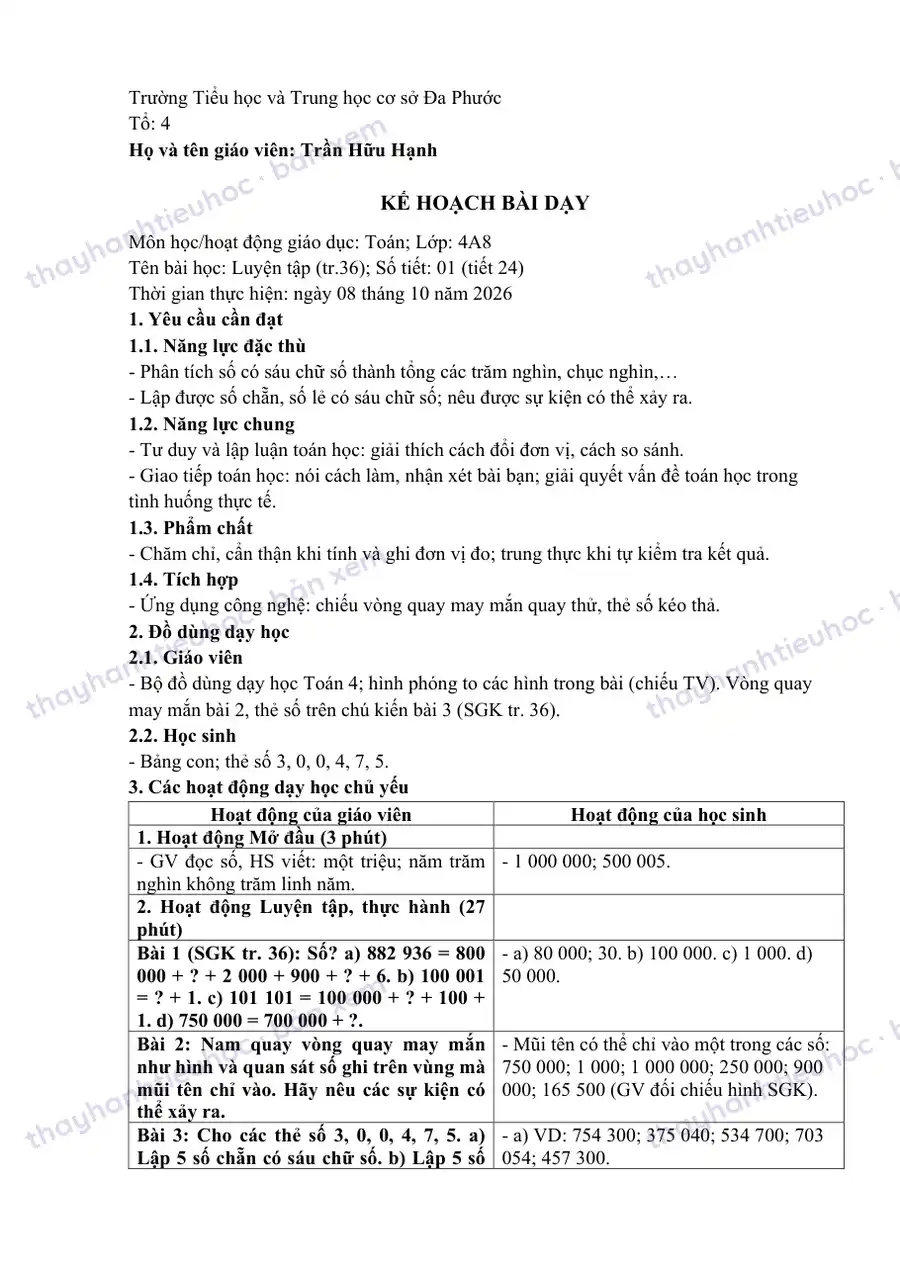 Trường Tiểu học và Trung học cơ sở Đa Phước
Tổ: 4
Họ và tên giáo viên: Trần Hữu Hạnh
KẾ HOẠCH BÀI DẠY
Môn học/hoạt động giáo dục: Toán; Lớp: 4A8
Tên bài học: Luyện tập (tr.36); Số tiết: 01 (tiết 24)
Thời gian thực hiện: ngày 08 tháng 10 năm 2026
1. Yêu cầu cần đạt
1.1. Năng lực đặc thù
- Phân tích số có sáu chữ số thành tổng các trăm nghìn, chục nghìn,…
- Lập được số chẵn, số lẻ có sáu chữ số; nêu được sự kiện có thể xảy ra.
1.2. Năng lực chung
- Tư duy và lập luận toán học: giải thích cách đổi đơn vị, cách so sánh.
- Giao tiếp toán học: nói cách làm, nhận xét bài bạn; giải quyết vấn đề toán học trong
tình huống thực tế.
1.3. Phẩm chất
- Chăm chỉ, cẩn thận khi tính và ghi đơn vị đo; trung thực khi tự kiểm tra kết quả.
1.4. Tích hợp
- Ứng dụng công nghệ: chiếu vòng quay may mắn quay thử, thẻ số kéo thả.
2. Đồ dùng dạy học
2.1. Giáo viên
- Bộ đồ dùng dạy học Toán 4; hình phóng to các hình trong bài (chiếu TV). Vòng quay
may mắn bài 2, thẻ số trên chú kiến bài 3 (SGK tr. 36).
2.2. Học sinh
- Bảng con; thẻ số 3, 0, 0, 4, 7, 5.
3. Các hoạt động dạy học chủ yếu
Hoạt động của giáo viên
Hoạt động của học sinh
1. Hoạt động Mở đầu (3 phút)
- GV đọc số, HS viết: một triệu; năm trăm
nghìn không trăm linh năm.
- 1 000 000; 500 005.
2. Hoạt động Luyện tập, thực hành (27
phút)
Bài 1 (SGK tr. 36): Số? a) 882 936 = 800
000 + ? + 2 000 + 900 + ? + 6. b) 100 001
= ? + 1. c) 101 101 = 100 000 + ? + 100 +
1. d) 750 000 = 700 000 + ?.
- a) 80 000; 30. b) 100 000. c) 1 000. d)
50 000.
Bài 2: Nam quay vòng quay may mắn
như hình và quan sát số ghi trên vùng mà
mũi tên chỉ vào. Hãy nêu các sự kiện có
thể xảy ra.
- Mũi tên có thể chỉ vào một trong các số:
750 000; 1 000; 1 000 000; 250 000; 900
000; 165 500 (GV đối chiếu hình SGK).
Bài 3: Cho các thẻ số 3, 0, 0, 4, 7, 5. a)
Lập 5 số chẵn có sáu chữ số. b) Lập 5 số
- a) VD: 754 300; 375 040; 534 700; 703
054; 457 300.
thayhanhtieuhoc · bản xem